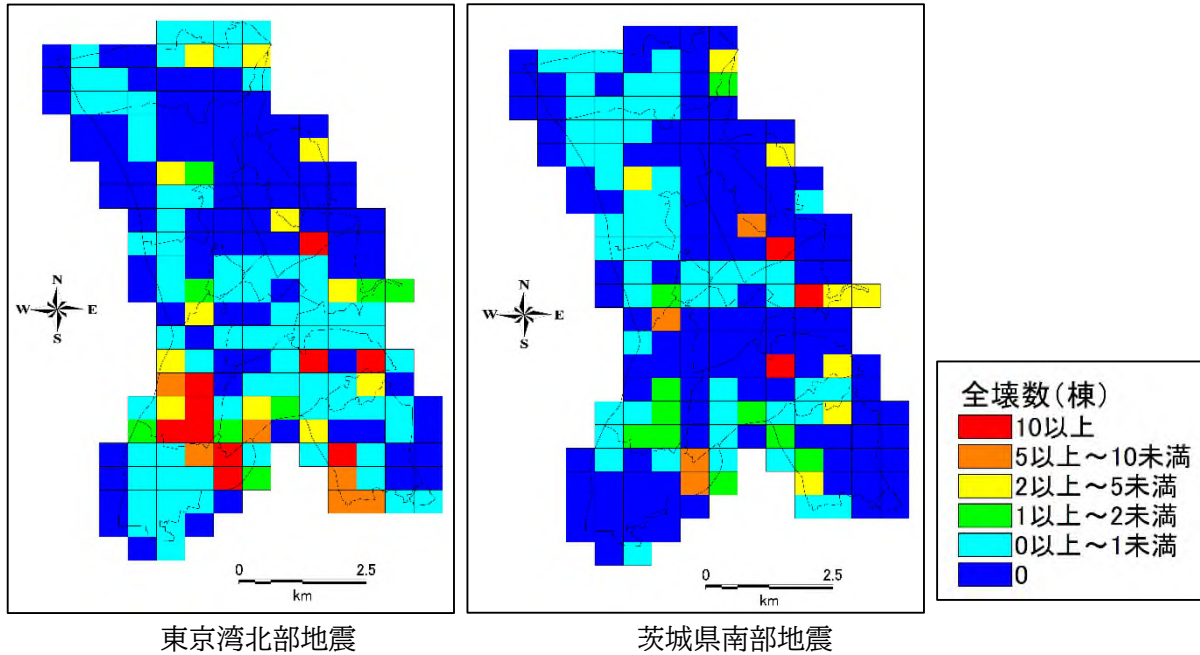 N
W E
S
0 2.5
km
東京湾北部地震
N
W E
S
0 2.5
km
茨城県南部地震
全壊数(棟)
10以上
5以上～10未満
2以上～5未満
1以上～2未満
0以上～1未満
0